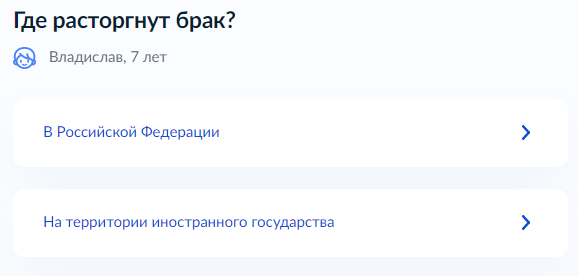 Где расторгнут брак?
Владислав, 7 лет
В Российской Федерации
На территории иностранного государства